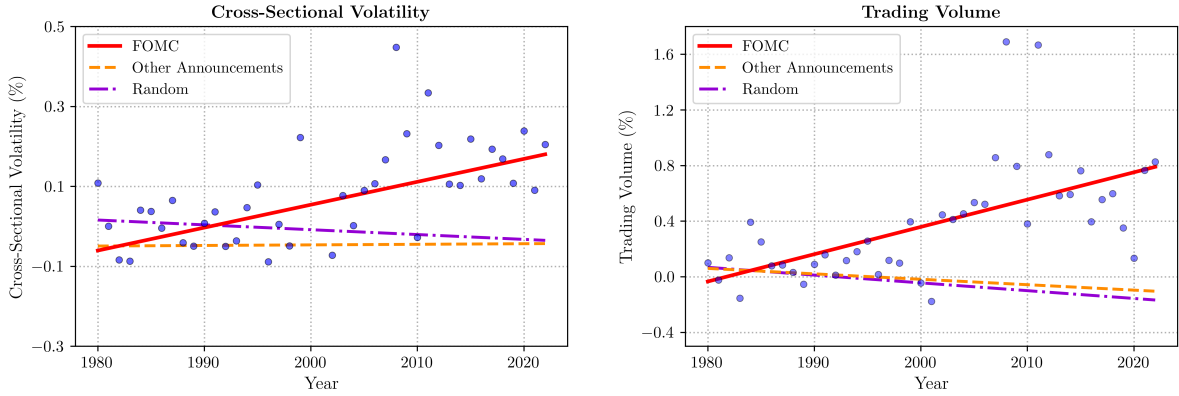 Cross-Sectional Volatility
Cross-Sectional Volatility (%)
0.5
0.3
0.1
−0.1
−0.3
FOMC
Other Announcements
Random
1980 1990 2000 2010 2020
Year
Trading Volume
Trading Volume (%)
1.6
1.2
0.8
0.4
0.0
−0.4
FOMC
Other Announcements
Random
1980 1990 2000 2010 2020
Year